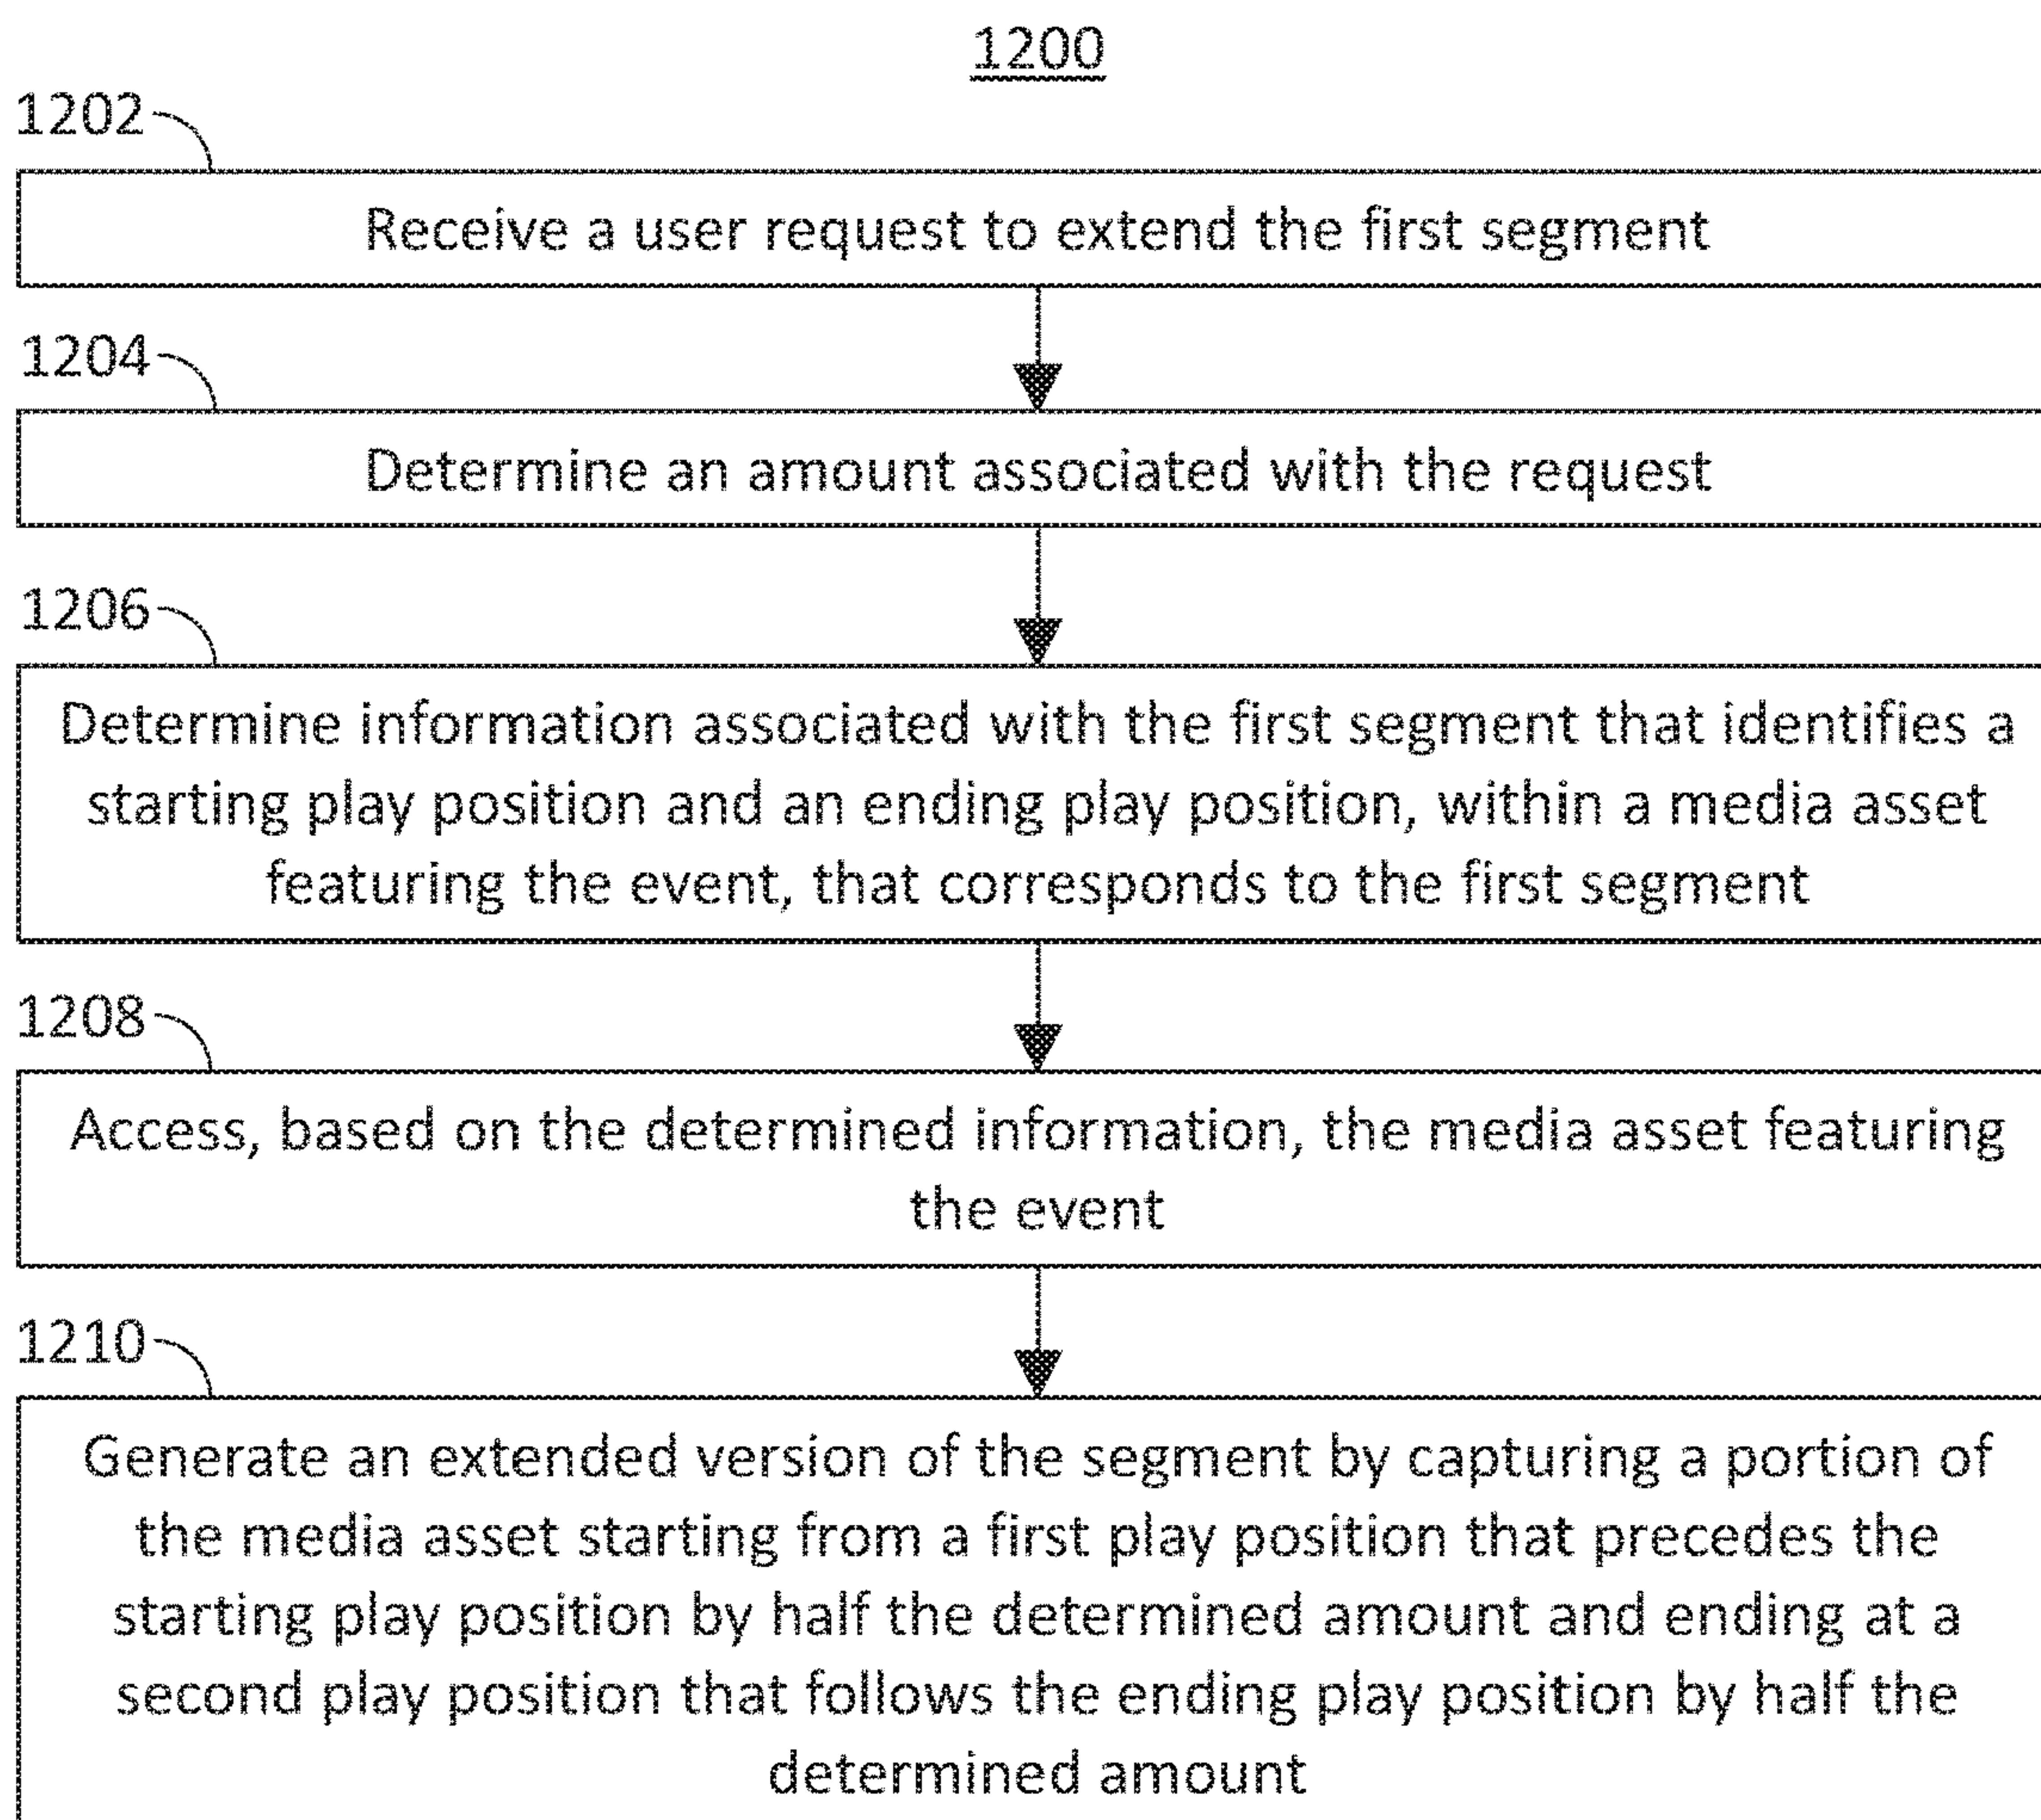 1200
1202
Receive a user request to extend the first segment
1204
Determine an amount associated with the request
1206
Determine information associated with the first segment that identifies a
starting play position and an ending play position, within a media asset
featuring the event, that corresponds to the first segment
1208
Access, based on the determined information, the media asset featuring
the event
1210
Generate an extended version of the segment by capturing a portion of
the media asset starting from a first play position that precedes the
starting play position by half the determined amount and ending at a
second play position that follows the ending play position by half the
determined amount